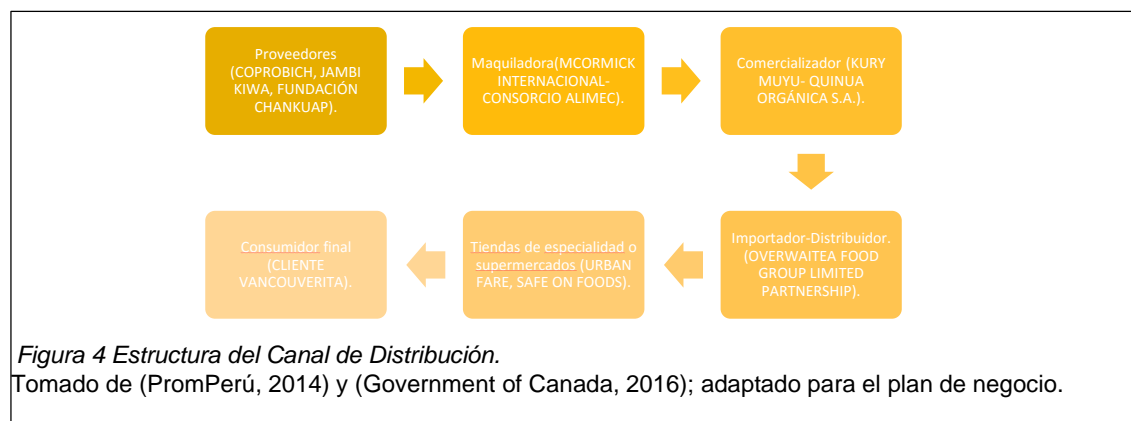 Proveedores
(COPROBICH, JAMBI
KIWA, FUNDACIÓN
CHANKUAP).
Maquiladora(MCORMICK
INTERNACIONAL-
CONSORCIO ALIMEC).
Comercializador (KURY
MUYU- QUINUA
ORGÁNICA S.A.).
Importador-Distribuidor.
(OVERWAITEA FOOD
GROUP LIMITED
PARTNERSHIP).
Tiendas de especialidad o
supermercados (URBAN
FARE, SAFE ON FOODS).
Consumidor final
(CLIENTE
VANCOUVERITA).
Figura 4 Estructura del Canal de Distribución.
Tomado de (PromPerú, 2014) y (Government of Canada, 2016); adaptado para el plan de negocio.